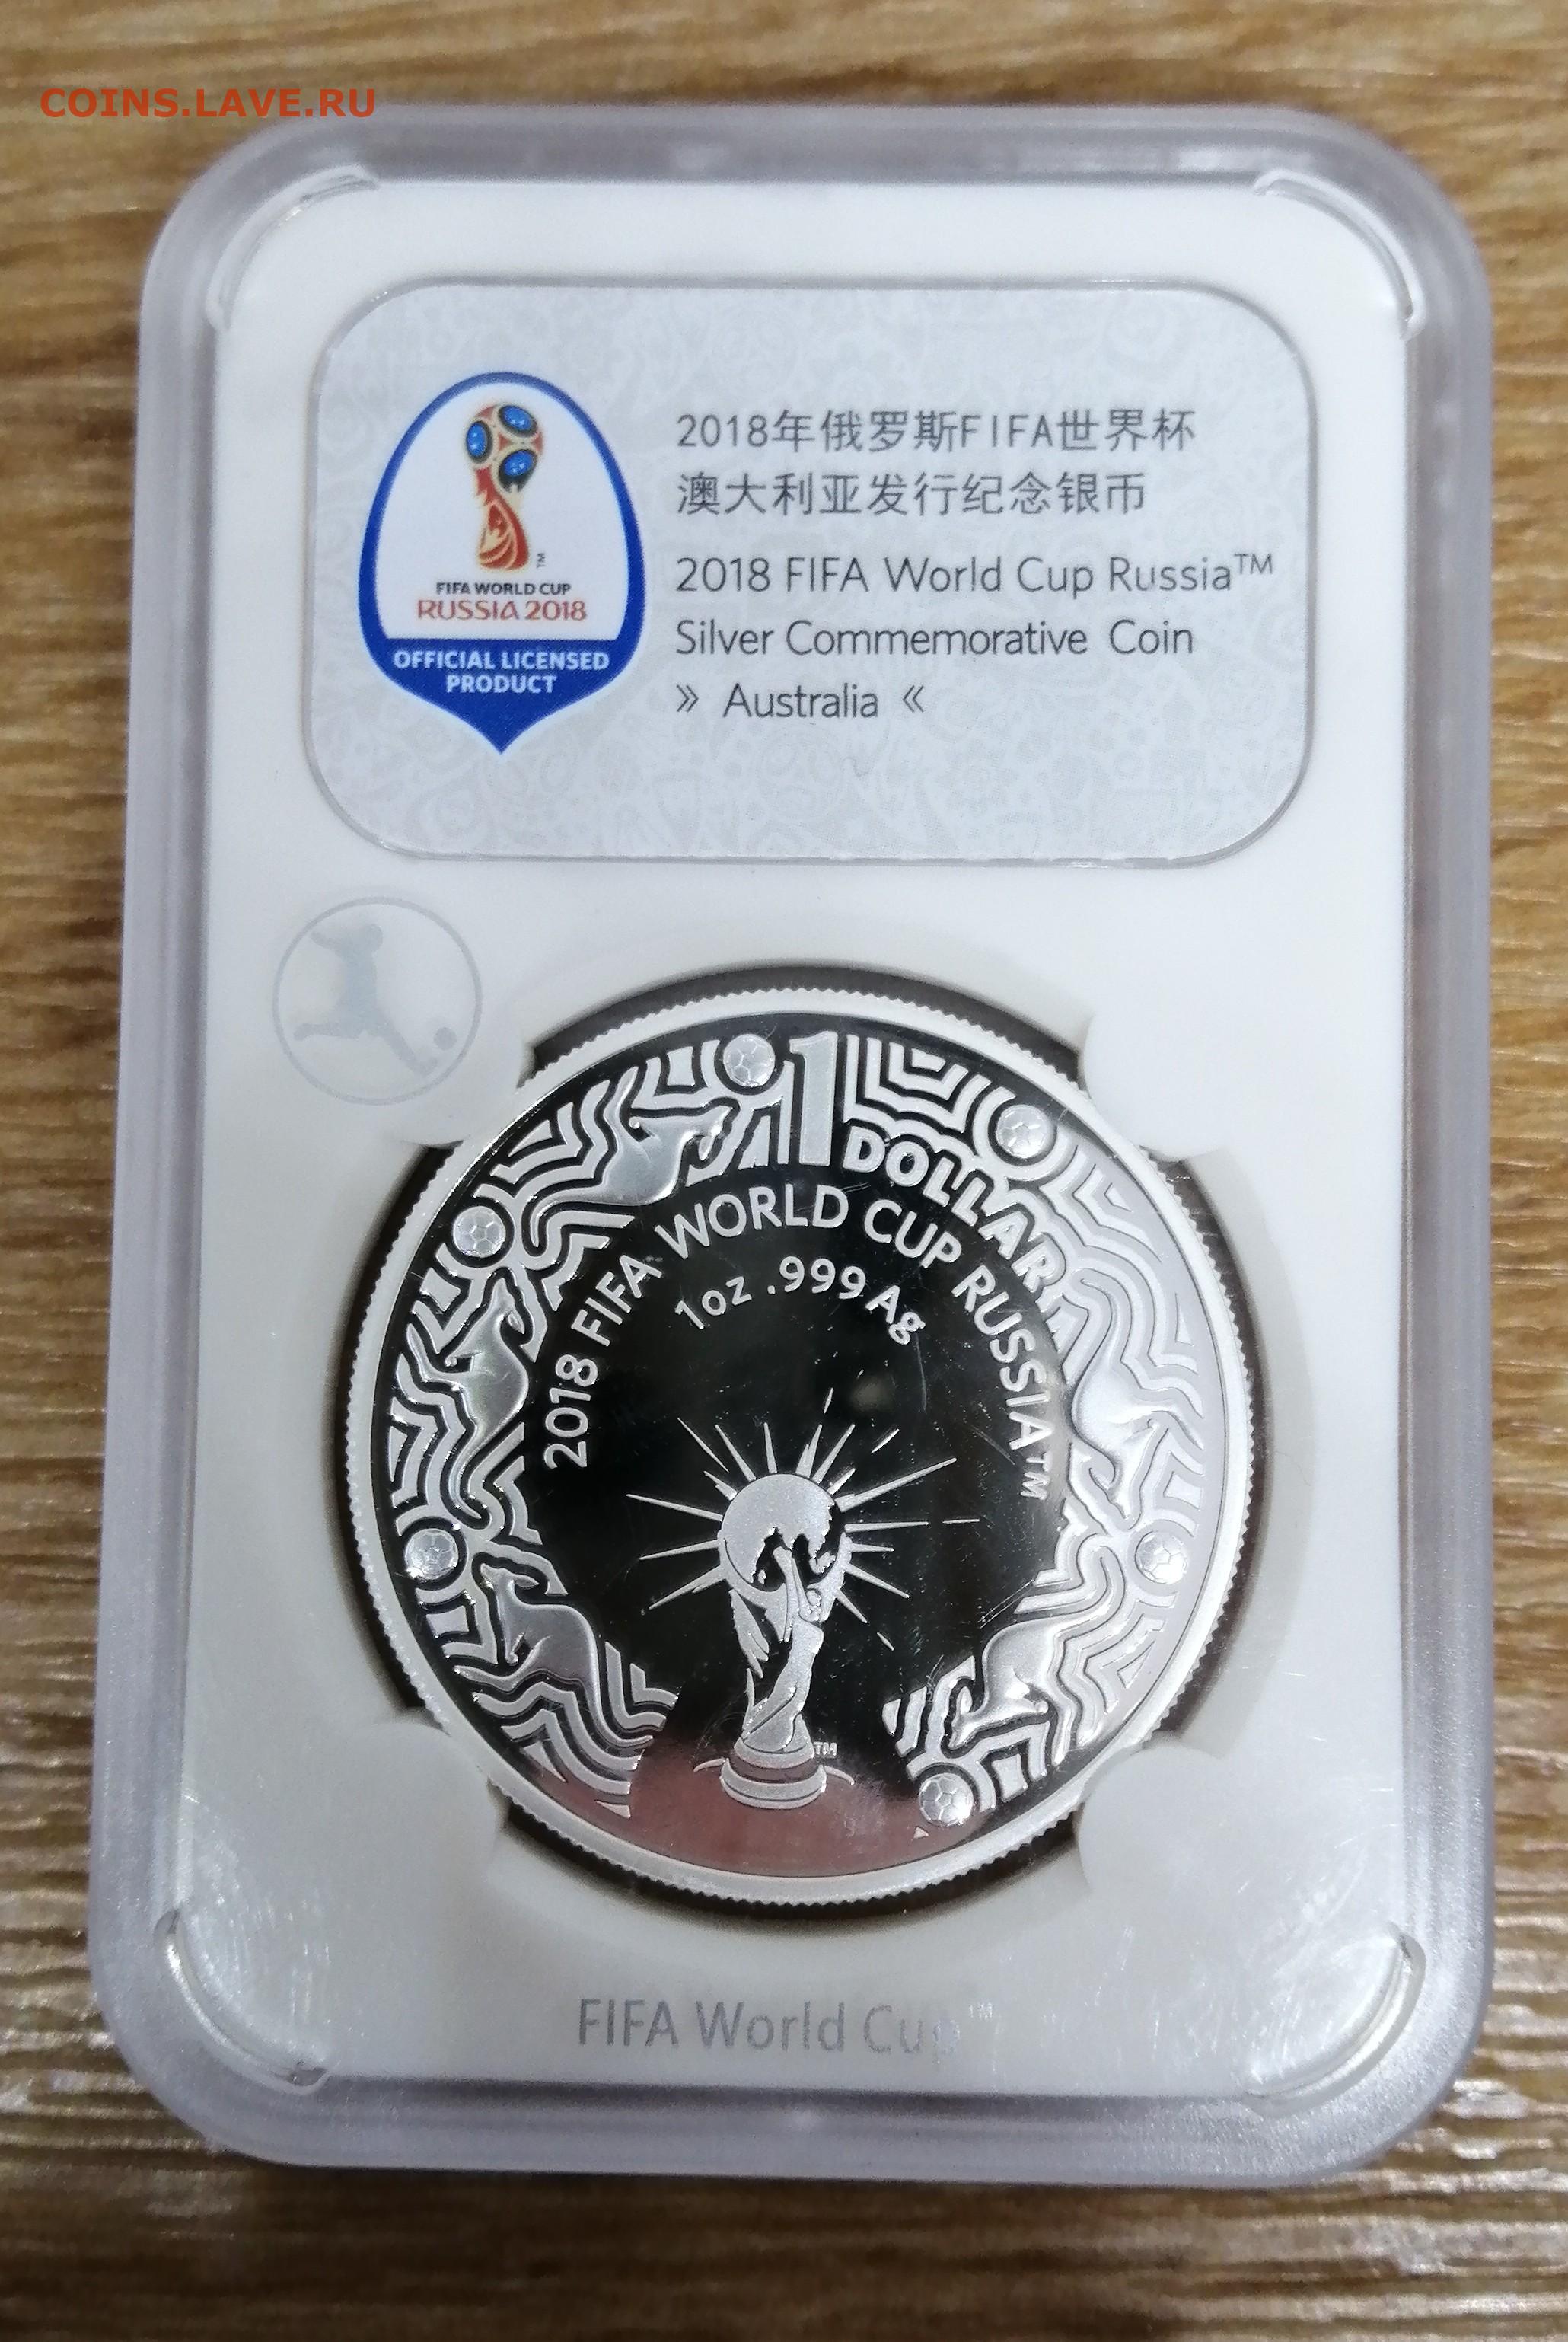 COINS.LAVE.RU
2018年俄罗斯FIFA世界杯
澳大利亚发行纪念银币
2018 FIFA World Cup Russia™
Silver Commemorative Coin
» Australia «
™
FIFA WORLD CUP
RUSSIA 2018
OFFICIAL LICENSED
PRODUCT
1
DOLLAR
2018 FIFA WORLD CUP RUSSIA™
1oz .999 Ag
™
FIFA World Cup™